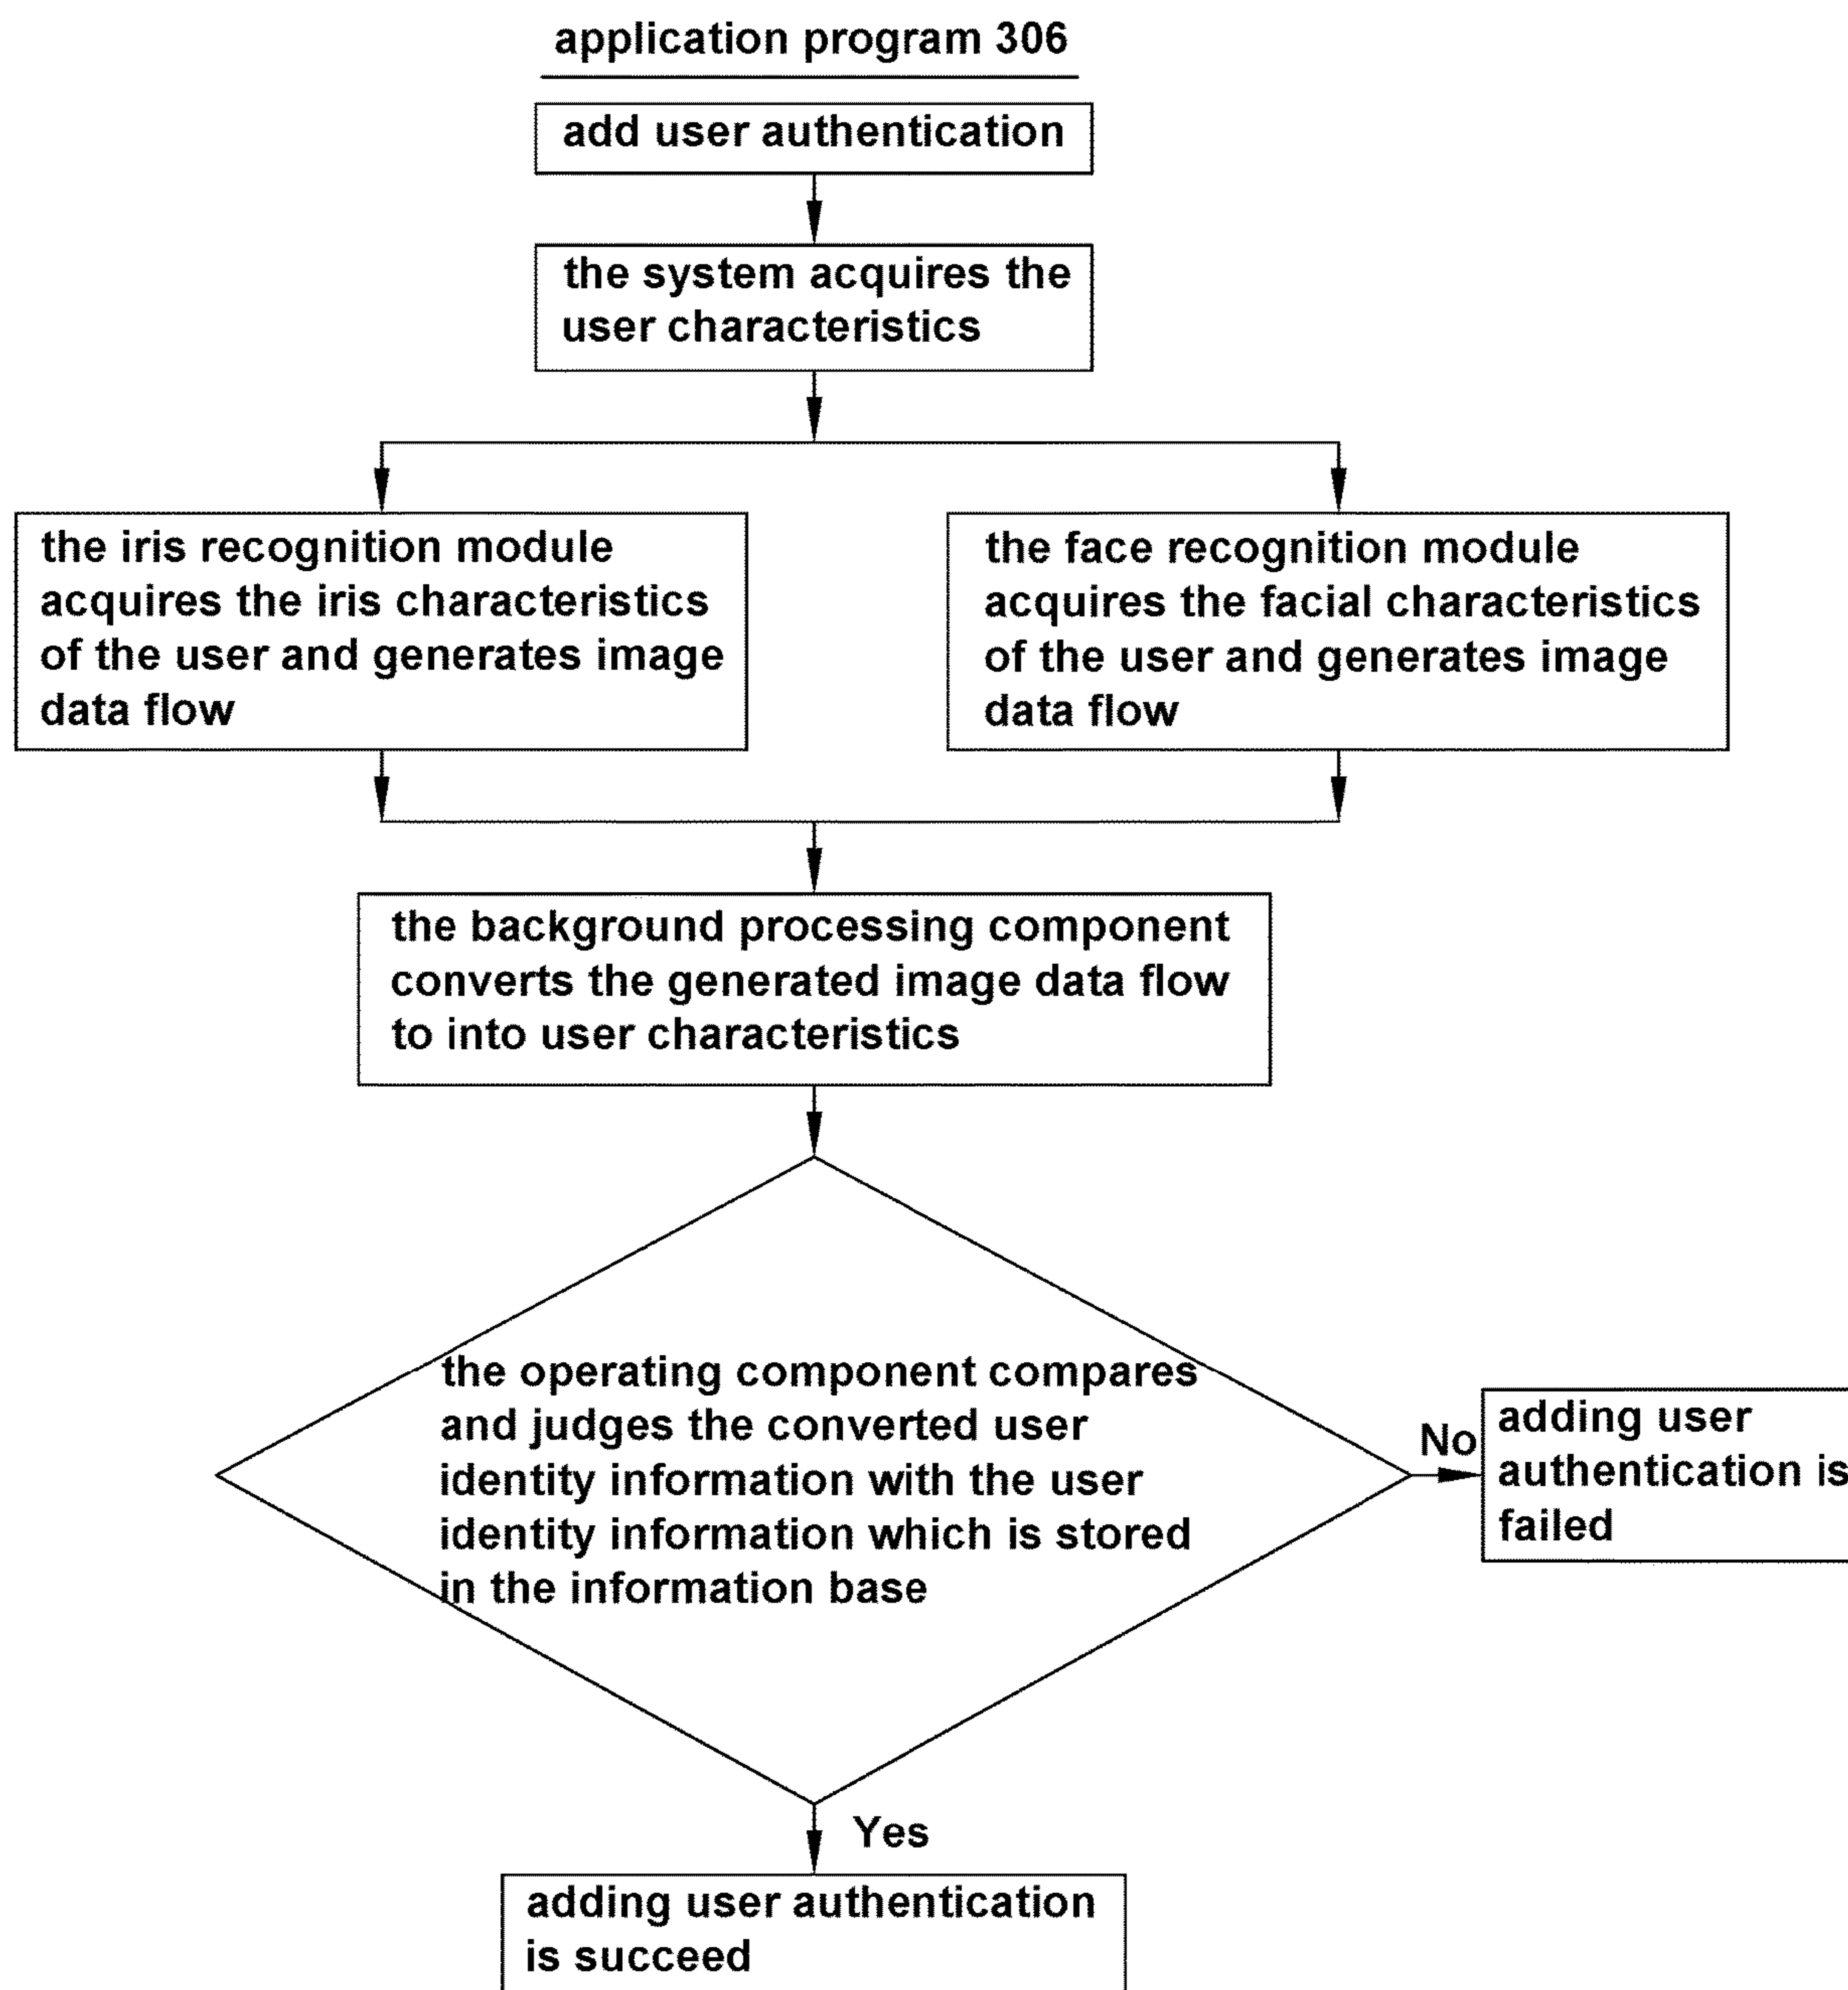 application program 306
add user authentication
the system acquires the
user characteristics
the iris recognition module
acquires the iris characteristics
of the user and generates image
data flow
the face recognition module
acquires the facial characteristics
of the user and generates image
data flow
the background processing component
converts the generated image data flow
to into user characteristics
the operating component compares
and judges the converted user
identity information with the user
identity information which is stored
in the information base
No
adding user
authentication is
failed
Yes
adding user authentication
is succeed